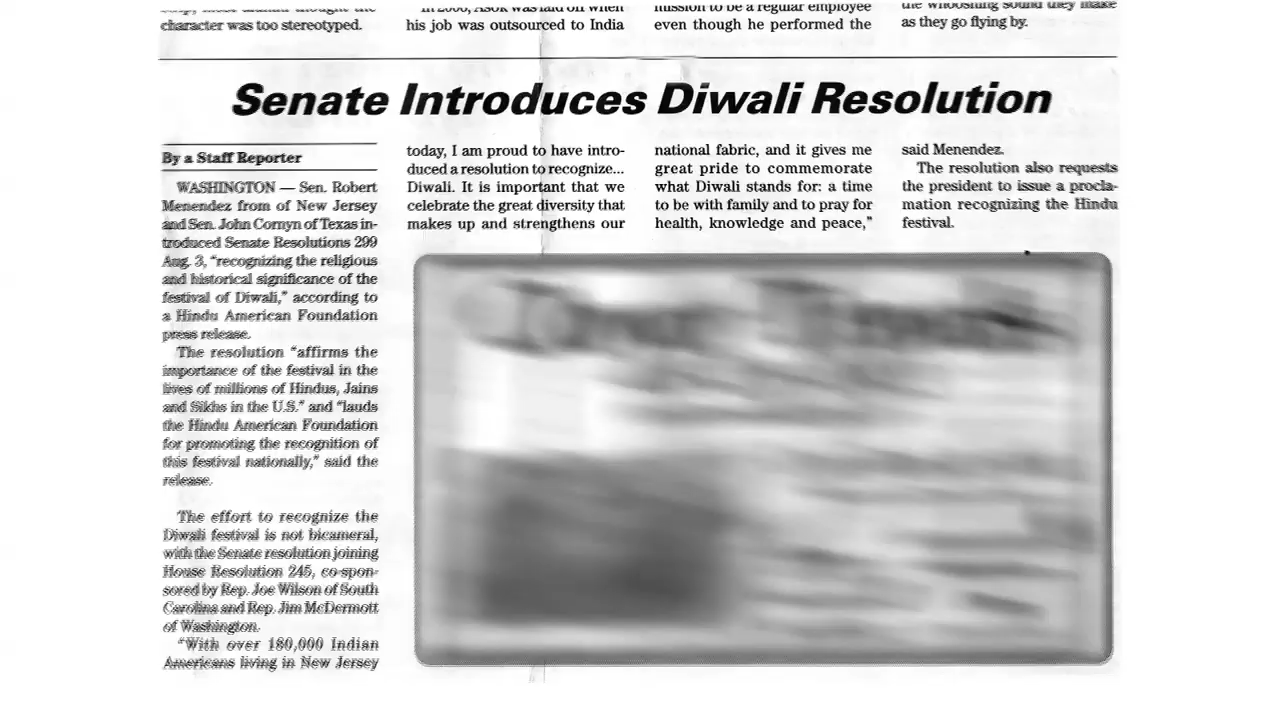 character was too stereotyped.
his job was outsourced to India
mission to be a regular employee
even though he performed the
the whooshing sound they make
as they go flying by.
Senate Introduces Diwali Resolution
By a Staff Reporter
WASHINGTON — Sen. Robert
Menendez from of New Jersey
and Sen. John Cornyn of Texas in-
troduced Senate Resolutions 299
Aug. 3, “recognizing the religious
and historical significance of the
festival of Diwali,” according to
a Hindu American Foundation
press release.
The resolution “affirms the
importance of the festival in the
lives of millions of Hindus, Jains
and Sikhs in the U.S.” and “lauds
the Hindu American Foundation
for promoting the recognition of
this festival nationally,” said the
release.
The effort to recognize the
Diwali festival is not bicameral,
with the Senate resolution joining
House Resolution 245, co-spon-
sored by Rep. Joe Wilson of South
Carolina and Rep. Jim McDermott
of Washington.
“With over 180,000 Indian
Americans living in New Jersey
today, I am proud to have intro-
duced a resolution to recognize...
Diwali. It is important that we
celebrate the great diversity that
makes up and strengthens our
national fabric, and it gives me
great pride to commemorate
what Diwali stands for: a time
to be with family and to pray for
health, knowledge and peace,”
said Menendez.
The resolution also requests
the president to issue a procla-
mation recognizing the Hindu
festival.